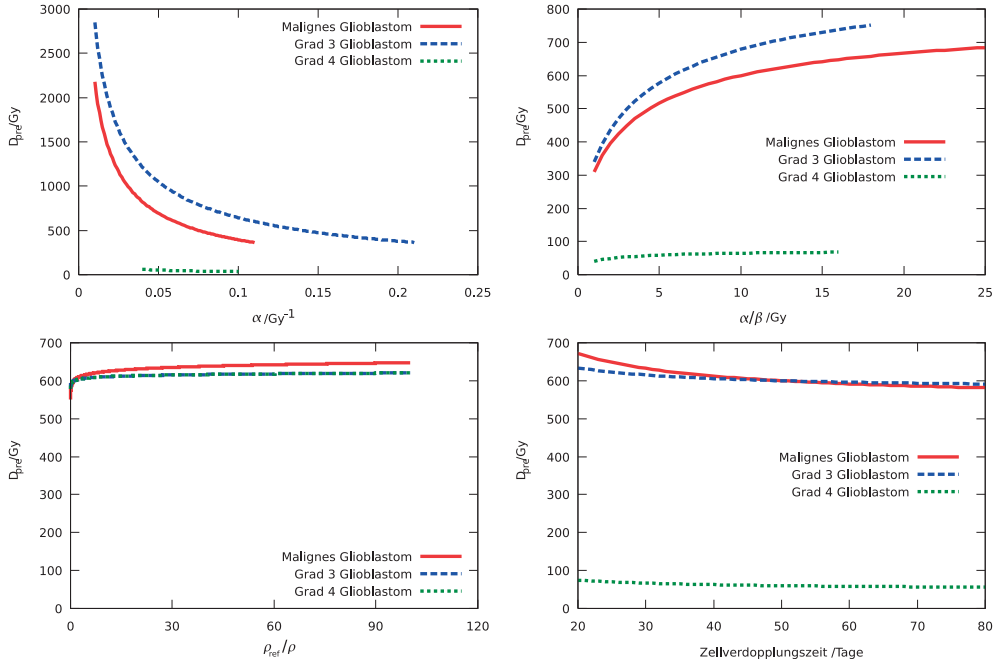 3000
2500
2000
1500
1000
500
0
D_pre/Gy
Malignes Glioblastom
Grad 3 Glioblastom
Grad 4 Glioblastom
0 0.05 0.1 0.15 0.2 0.25
α /Gy⁻¹
800
700
600
500
400
300
200
100
0
D_pre/Gy
Malignes Glioblastom
Grad 3 Glioblastom
Grad 4 Glioblastom
0 5 10 15 20 25
α/β /Gy
700
600
500
400
300
200
100
0
D_pre/Gy
Malignes Glioblastom
Grad 3 Glioblastom
Grad 4 Glioblastom
0 20 40 60 80 100 120
ρ_ref/ρ
700
600
500
400
300
200
100
0
D_pre/Gy
Malignes Glioblastom
Grad 3 Glioblastom
Grad 4 Glioblastom
20 30 40 50 60 70 80
Zellverdopplungszeit /Tage